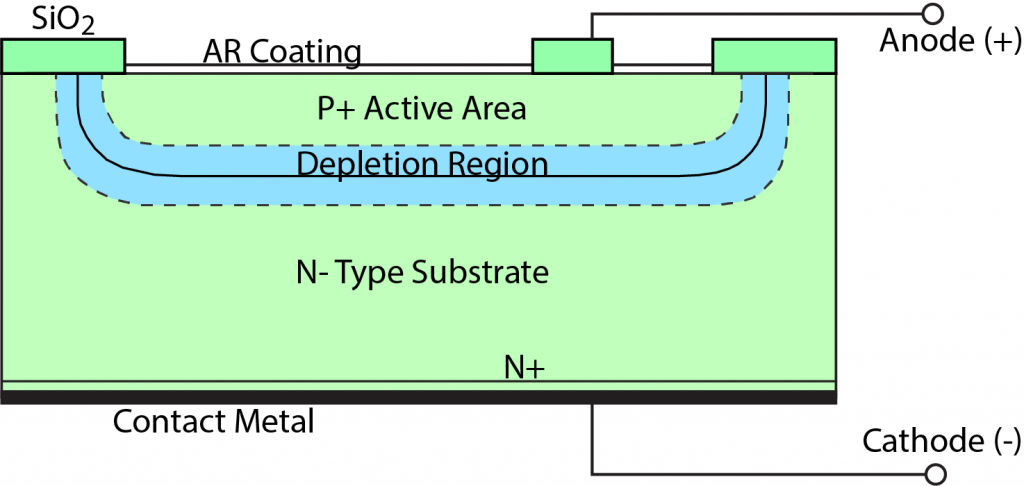 SiO₂
AR Coating
Anode (+)
P+ Active Area
Depletion Region
N- Type Substrate
N+
Contact Metal
Cathode (-)